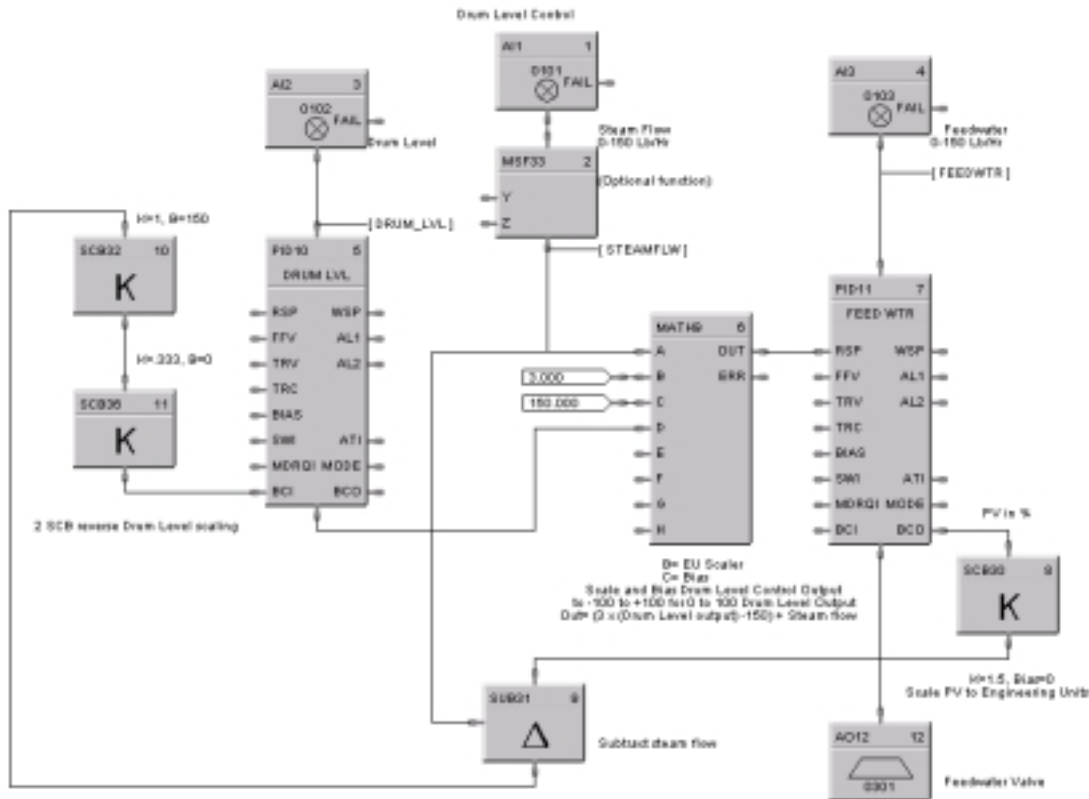 Drum Level Control
AI1 1
0101
FAIL
Steam Flow
0-150 Lb/Hr
AI2 3
0102
FAIL
Drum Level
AI3 4
0103
FAIL
Feedwater
0-150 Lb/Hr
MSF33 2
Y
Z
(Optional function)
[DRUM_LVL]
[STEAMFLW]
[FEEDWTR]
K=1, B=150
SCB32 10
K
K=.333, B=0
SCB36 11
K
2 SCB reverse Drum Level scaling
PID10 5
DRUM LVL
RSP WSP
FFV AL1
TRV AL2
TRC
BIAS
SWI ATI
MDRQI MODE
BCI BCO
3.000
150.000
MATH9 6
A OUT
B ERR
C
D
E
F
G
H
B= EU Scaler
C= Bias
Scale and Bias Drum Level Control Output
to -100 to +100 for 0 to 100 Drum Level Output
Out= (3 x (Drum Level output)-150) + Steam flow
PID11 7
FEED WTR
RSP WSP
FFV AL1
TRV AL2
TRC
BIAS
SWI ATI
MDRQI MODE
BCI BCO
PV in %
8
K
K=1.5, Bias=0
Scale PV to Engineering Units
SUB31 9
Δ
Subtract steam flow
AO12 12
0301
Feedwater Valve